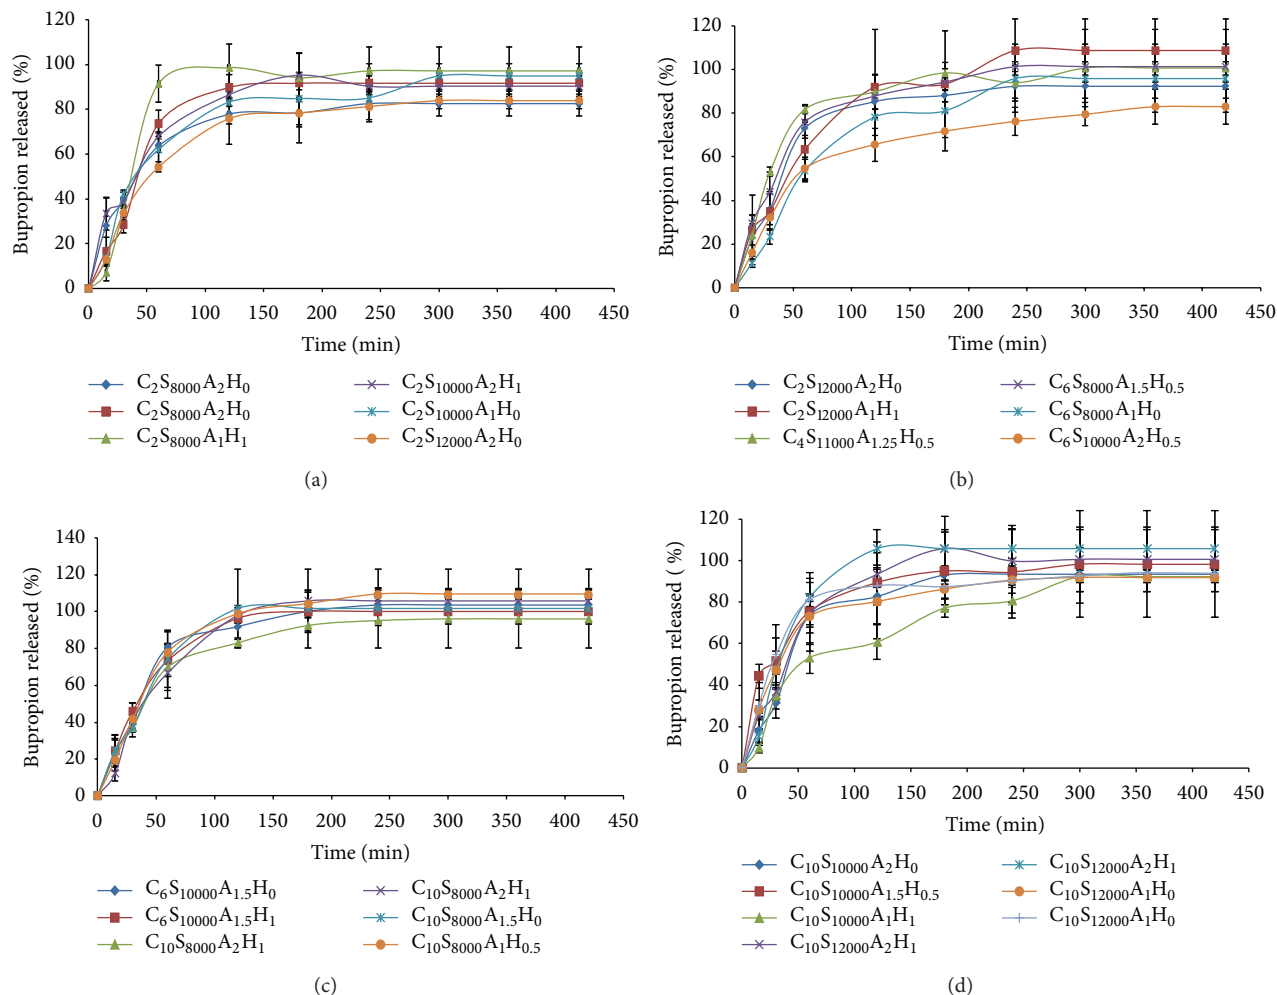 120
100
80
60
40
20
0
Bupropion released (%)
0 50 100 150 200 250 300 350 400 450
Time (min)
C2S8000A2H0
C2S8000A2H0
C2S8000A1H1
C2S10000A2H1
C2S10000A1H0
C2S12000A2H0
(a)
120
100
80
60
40
20
0
Bupropion released (%)
0 50 100 150 200 250 300 350 400 450
Time (min)
C2S12000A2H0
C2S12000A1H1
C4S11000A1.25H0.5
C6S8000A1.5H0.5
C6S8000A1H0
C6S10000A2H0.5
(b)
140
120
100
80
60
40
20
0
Bupropion released (%)
0 50 100 150 200 250 300 350 400 450
Time (min)
C6S10000A1.5H0
C6S10000A1.5H1
C10S8000A2H1
C10S8000A2H1
C10S8000A1.5H0
C10S8000A1H0.5
(c)
120
100
80
60
40
20
0
Bupropion released ( %)
0 50 100 150 200 250 300 350 400 450
Time (min)
C10S10000A2H0
C10S10000A1.5H0.5
C10S10000A1H1
C10S12000A2H1
C10S12000A2H1
C10S12000A1H0
C10S12000A1H0
(d)